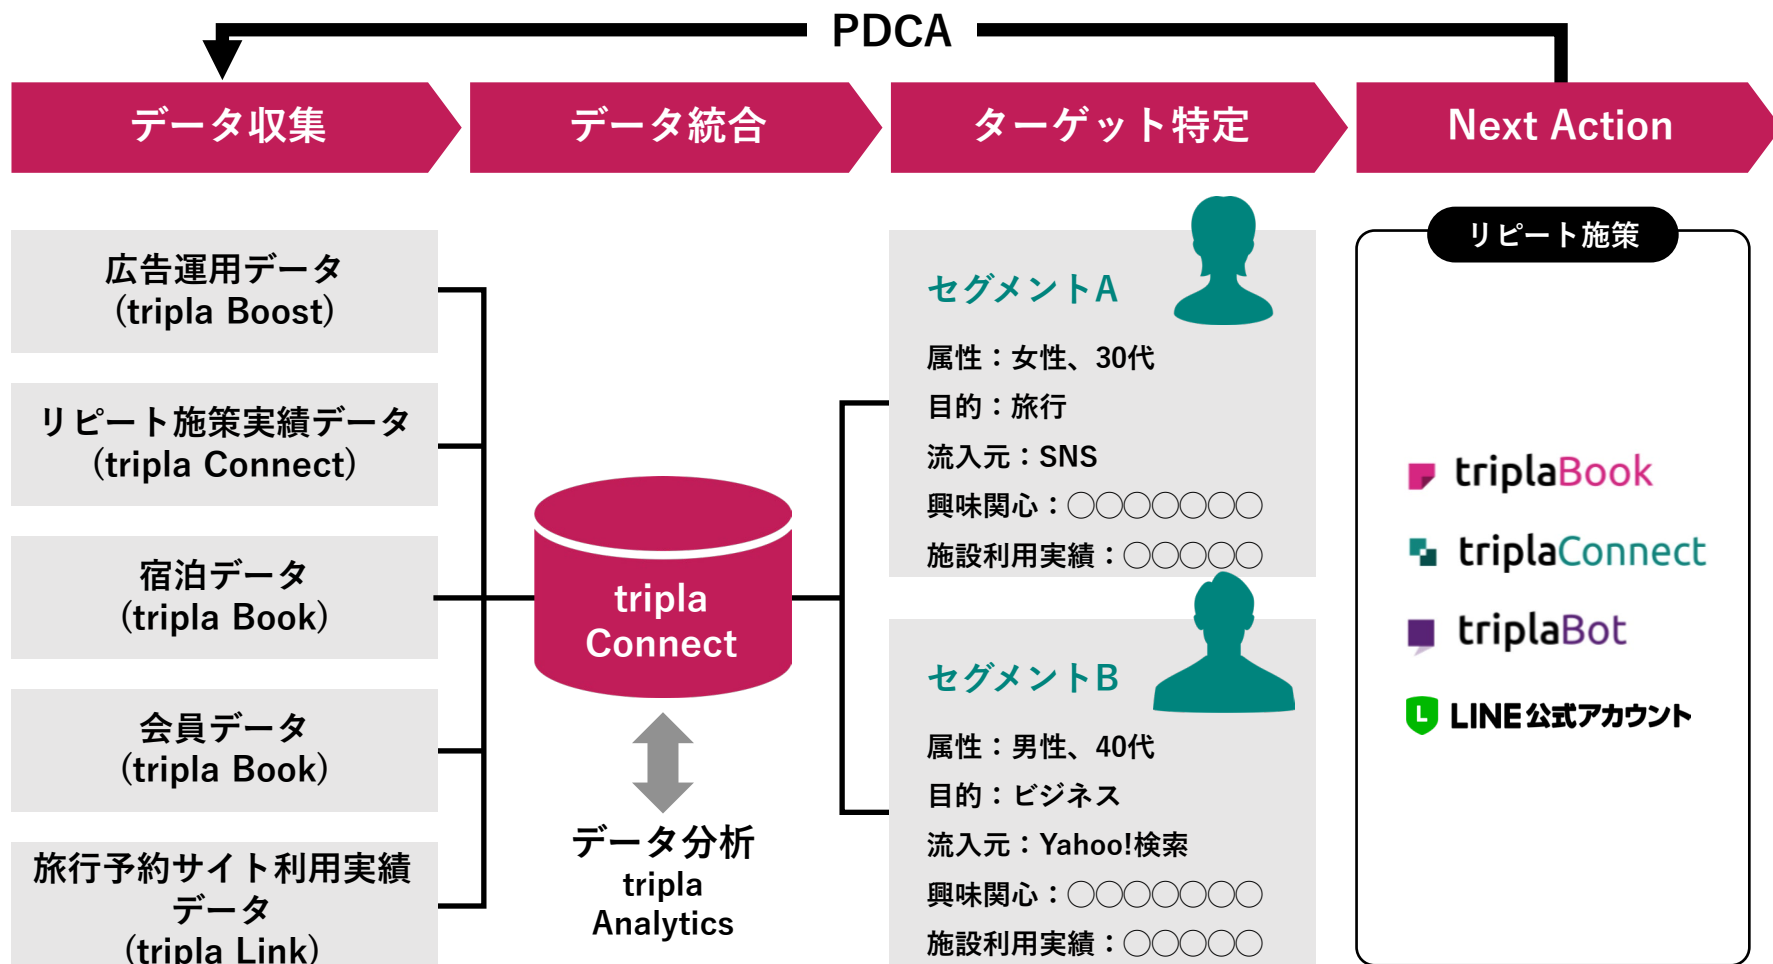 PDCA
データ収集
データ統合
ターゲット特定
Next Action
広告運用データ
(tripla Boost)
リピート施策実績データ
(tripla Connect)
宿泊データ
(tripla Book)
会員データ
(tripla Book)
旅行予約サイト利用実績
データ
(tripla Link)
tripla
Connect
データ分析
tripla
Analytics
セグメントA
属性：女性、30代
目的：旅行
流入元：SNS
興味関心：○○○○○○○
施設利用実績：○○○○○
セグメントB
属性：男性、40代
目的：ビジネス
流入元：Yahoo!検索
興味関心：○○○○○○○
施設利用実績：○○○○○
リピート施策
triplaBook
triplaConnect
triplaBot
L LINE公式アカウント